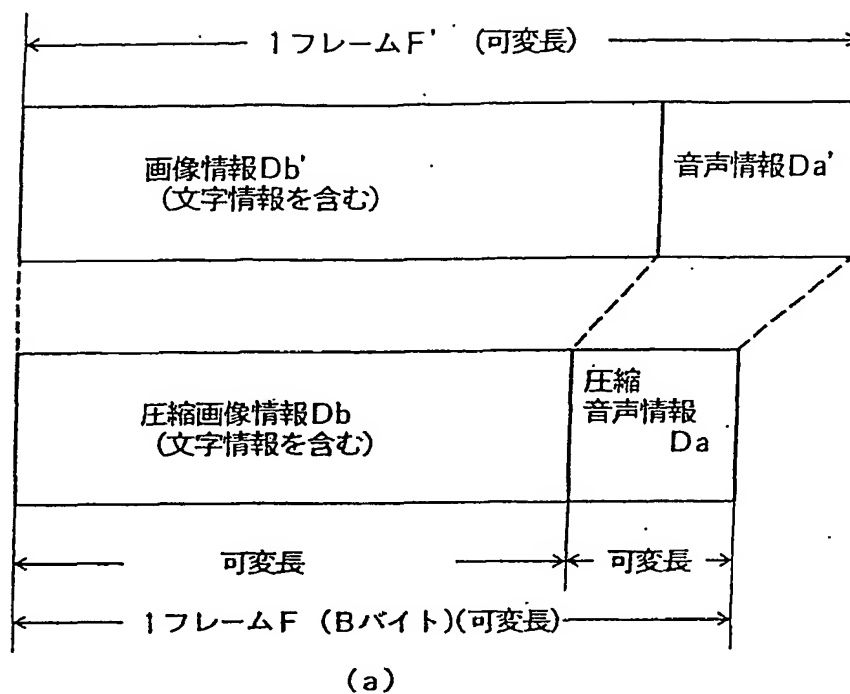 1フレームF' (可変長)
画像情報Db'
(文字情報を含む)
音声情報Da'
圧縮画像情報Db
(文字情報を含む)
圧縮
音声情報
Da
可変長
可変長
1フレームF (Bバイト)(可変長)
(a)